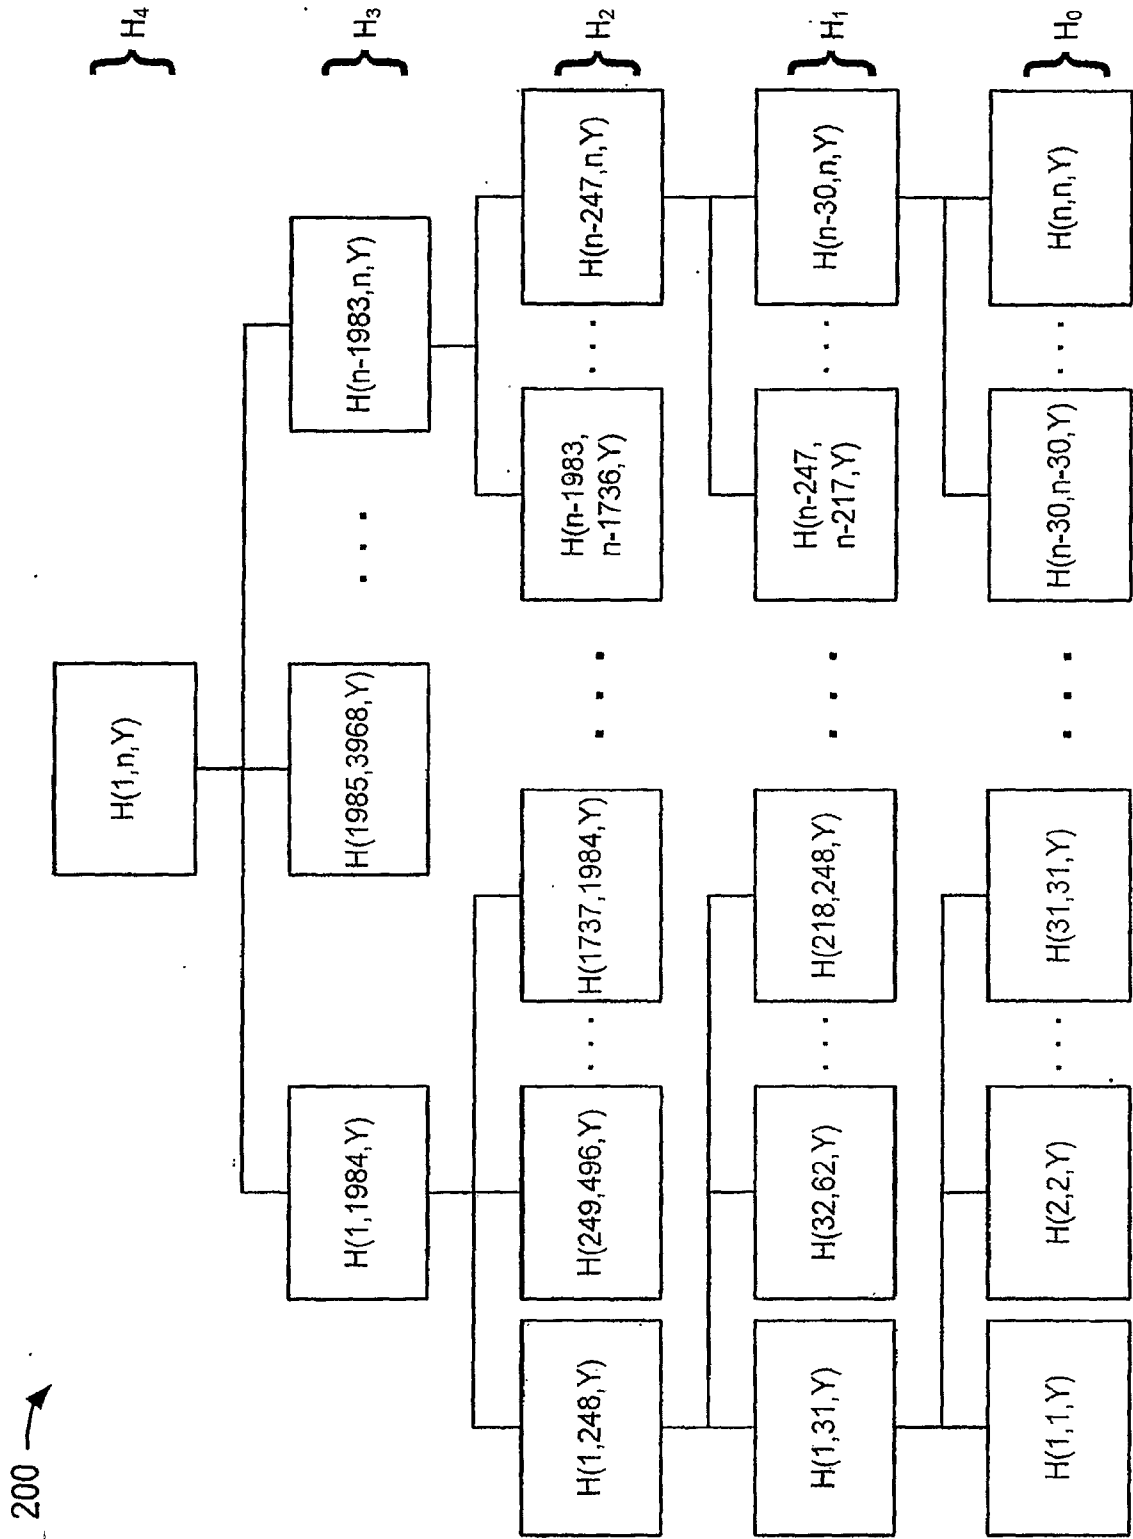 200
H(1,n,Y)
H₄
H(1,1984,Y)
H(1985,3968,Y)
. . .
H(n-1983,n,Y)
H₃
H(1,248,Y)
H(249,496,Y)
. . .
H(1737,1984,Y)
. . .
H(n-1983,
n-1736,Y)
. . .
H(n-247,n,Y)
H₂
H(1,31,Y)
H(32,62,Y)
. . .
H(218,248,Y)
. . .
H(n-247,
n-217,Y)
. . .
H(n-30,n,Y)
H₁
H(1,1,Y)
H(2,2,Y)
. . .
H(31,31,Y)
. . .
H(n-30,n-30,Y)
. . .
H(n,n,Y)
H₀